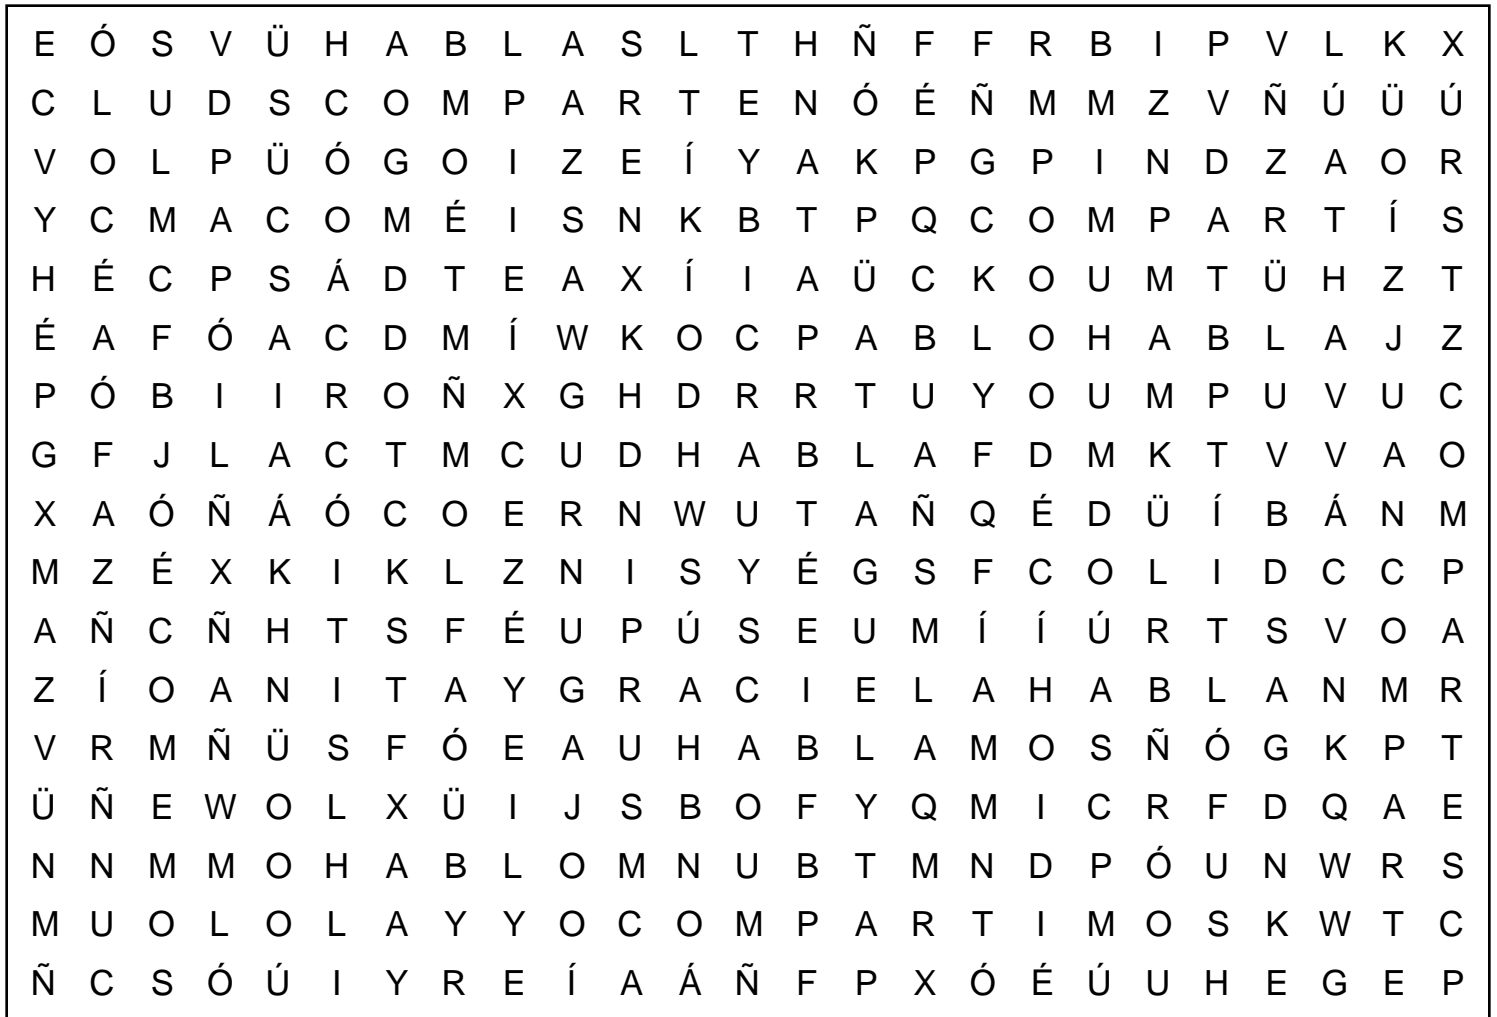 E Ó S V Ü H A B L A S L T H Ñ F F R B I P V L K X
C L U D S C O M P A R T E N Ó É Ñ M M Z V Ñ Ú Ü Ú
V O L P Ü Ó G O I Z E Í Y A K P G P I N D Z A O R
Y C M A C O M É I S N K B T P Q C O M P A R T Í S
H É C P S Á D T E A X Í I A Ü C K O U M T Ü H Z T
É A F Ó A C D M Í W K O C P A B L O H A B L A J Z
P Ó B I I R O Ñ X G H D R R T U Y O U M P U V U C
G F J L A C T M C U D H A B L A F D M K T V V A O
X A Ó Ñ Á Ó C O E R N W U T A Ñ Q É D Ü Í B Á N M
M Z É X K I K L Z N I S Y É G S F C O L I D C C P
A Ñ C Ñ H T S F É U P Ú S E U M Í Í Ú R T S V O A
Z Í O A N I T A Y G R A C I E L A H A B L A N M R
V R M Ñ Ü S F Ó E A U H A B L A M O S Ñ Ó G K P T
Ü Ñ E W O L X Ü I J S B O F Y Q M I C R F D Q A E
N N M M O H A B L O M N U B T M N D P Ó U N W R S
M U O L O L A Y Y O C O M P A R T I M O S K W T C
Ñ C S Ó Ú I Y R E Í A Á Ñ F P X Ó É Ú U H E G E P